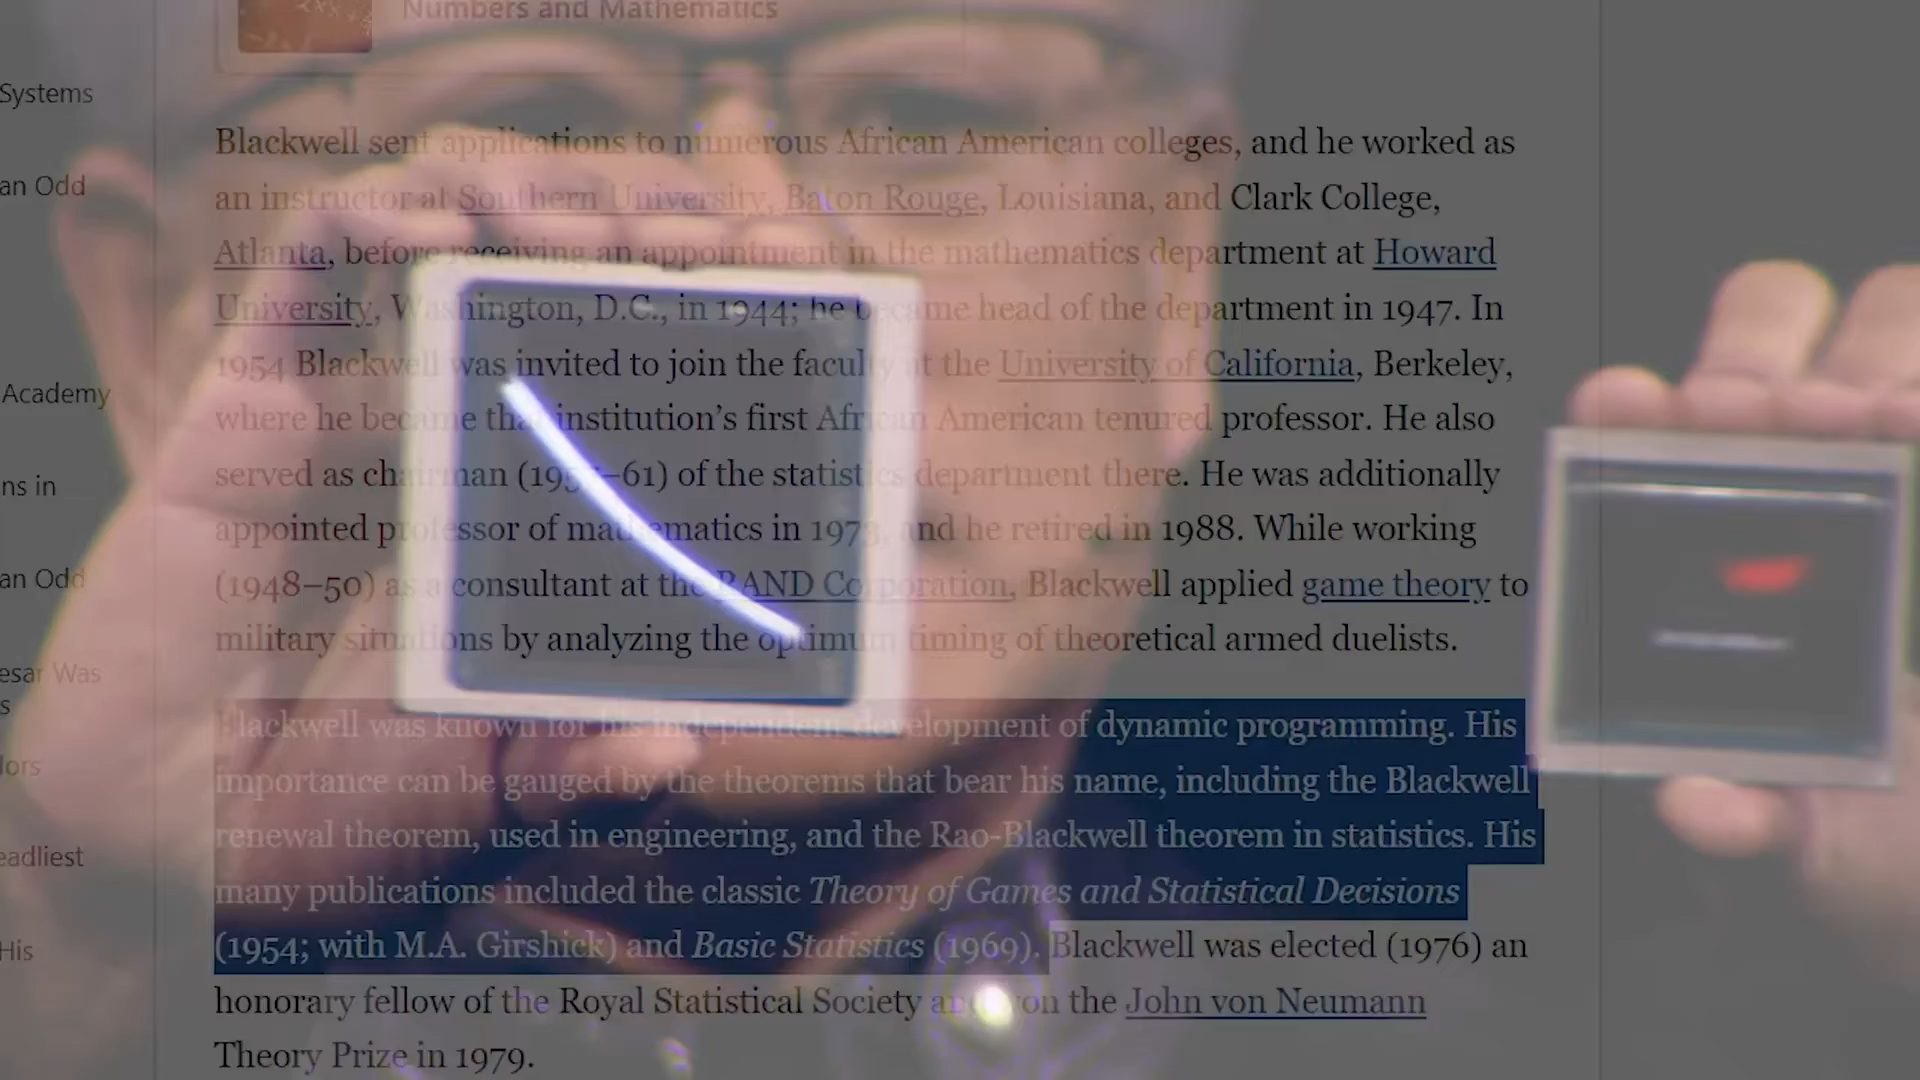 Numbers and Mathematics
Systems
Blackwell sent applications to numerous African American colleges, and he worked as
an Odd
an instructor at Southern University, Baton Rouge, Louisiana, and Clark College,
Atlanta, before receiving an appointment in the mathematics department at Howard
University, Washington, D.C., in 1944; he became head of the department in 1947. In
1954 Blackwell was invited to join the faculty at the University of California, Berkeley,
Academy
where he became that institution’s first African American tenured professor. He also
served as chairman (1957–61) of the statistics department there. He was additionally
ns in
appointed professor of mathematics in 1973, and he retired in 1988. While working
an Odd
(1948–50) as a consultant at the RAND Corporation, Blackwell applied game theory to
military situations by analyzing the optimum timing of theoretical armed duelists.
esar Was
s
Blackwell was known for his independent development of dynamic programming. His
lors
importance can be gauged by the theorems that bear his name, including the Blackwell
renewal theorem, used in engineering, and the Rao-Blackwell theorem in statistics. His
eadliest
many publications included the classic Theory of Games and Statistical Decisions
His
(1954; with M.A. Girshick) and Basic Statistics (1969). Blackwell was elected (1976) an
honorary fellow of the Royal Statistical Society and won the John von Neumann
Theory Prize in 1979.